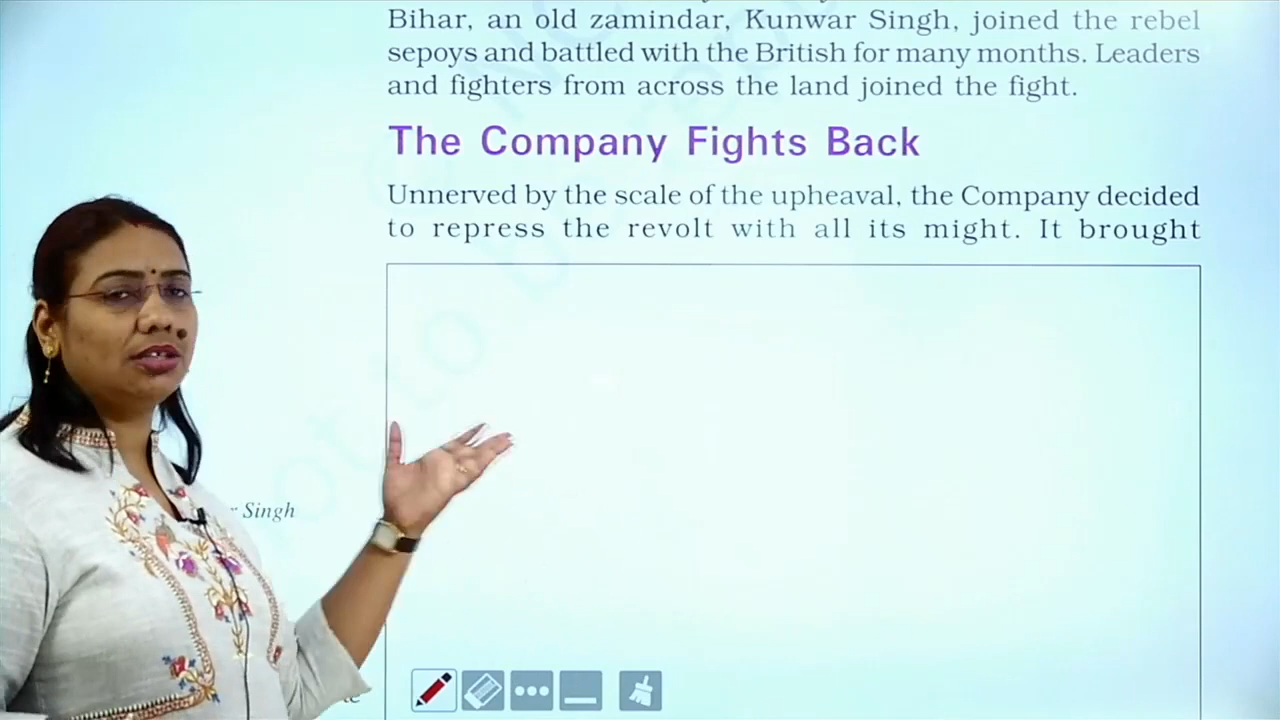 Bihar, an old zamindar, Kunwar Singh, joined the rebel
sepoys and battled with the British for many months. Leaders
and fighters from across the land joined the fight.
The Company Fights Back
Unnerved by the scale of the upheaval, the Company decided
to repress the revolt with all its might. It brought
Singh